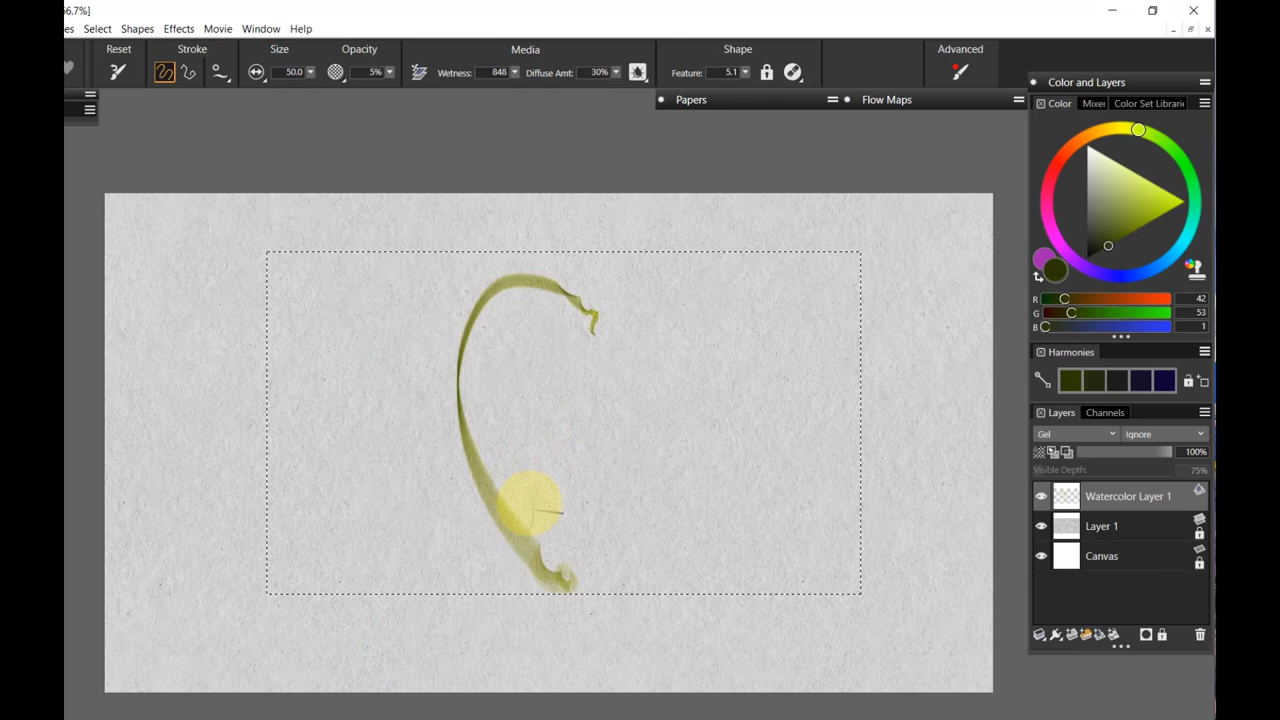 56.7%]
es Select Shapes Effects Movie Window Help
Reset Stroke Size Opacity Media Shape Advanced
50.0 5% Wetness: 848 Diffuse Amt: 30% Feature: 5.1
Papers Flow Maps
Color and Layers
Color Mixer Color Set Librarie
R 42
G 53
B 1
Harmonies
Layers Channels
Gel Ignore
100%
Visible Depth: 75%
Watercolor Layer 1
Layer 1
Canvas